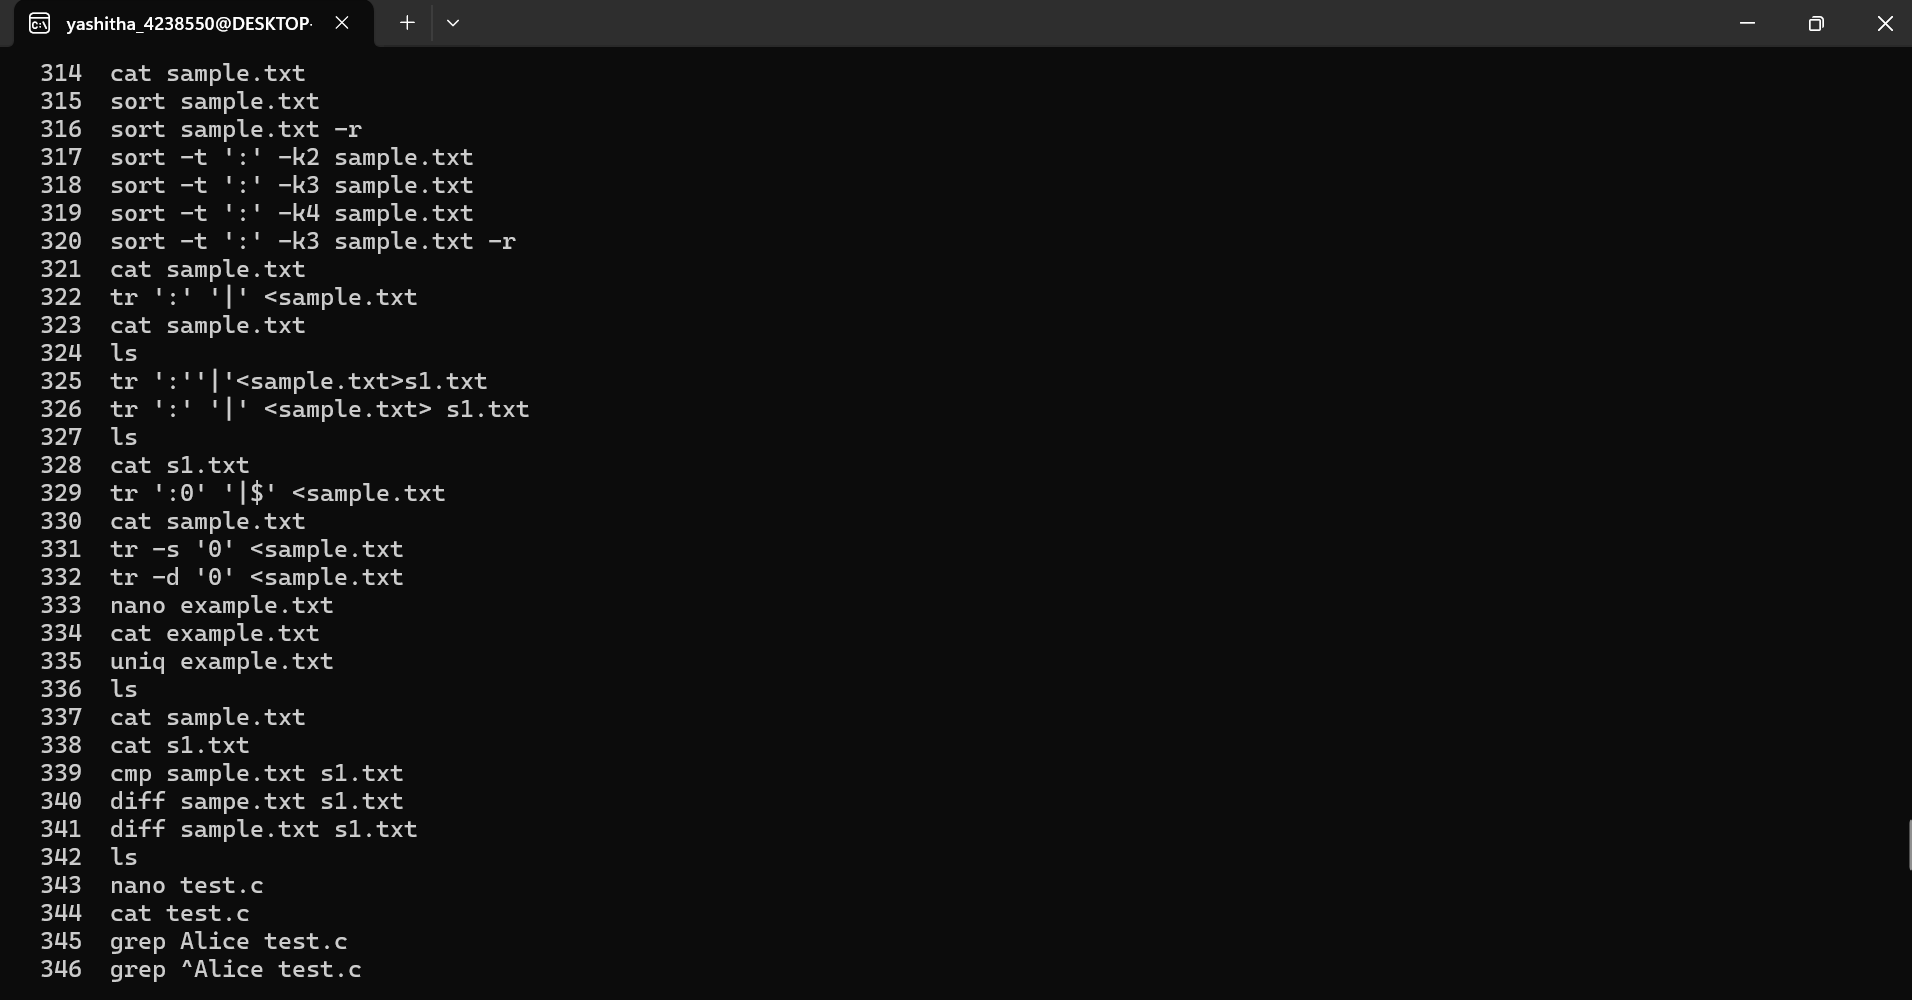 yashitha_4238550@DESKTOP-
314 cat sample.txt
315 sort sample.txt
316 sort sample.txt -r
317 sort -t ':' -k2 sample.txt
318 sort -t ':' -k3 sample.txt
319 sort -t ':' -k4 sample.txt
320 sort -t ':' -k3 sample.txt -r
321 cat sample.txt
322 tr ':' '|' <sample.txt
323 cat sample.txt
324 ls
325 tr ':''|'<sample.txt>s1.txt
326 tr ':' '|' <sample.txt> s1.txt
327 ls
328 cat s1.txt
329 tr ':0' '|$' <sample.txt
330 cat sample.txt
331 tr -s '0' <sample.txt
332 tr -d '0' <sample.txt
333 nano example.txt
334 cat example.txt
335 uniq example.txt
336 ls
337 cat sample.txt
338 cat s1.txt
339 cmp sample.txt s1.txt
340 diff sampe.txt s1.txt
341 diff sample.txt s1.txt
342 ls
343 nano test.c
344 cat test.c
345 grep Alice test.c
346 grep ^Alice test.c